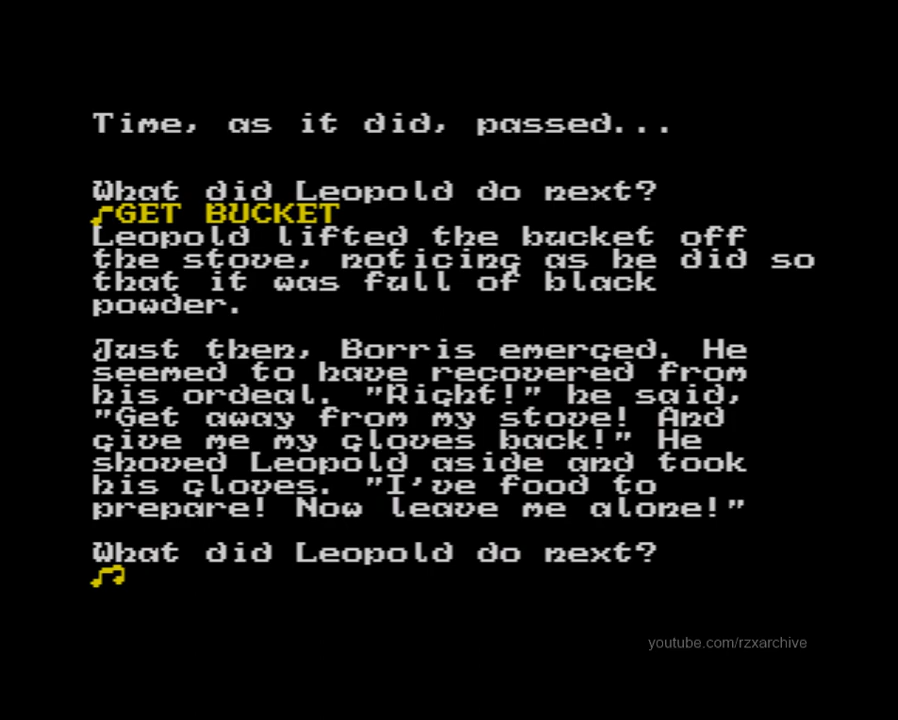 Time, as it did, passed...
What did Leopold do next?
♪GET BUCKET
Leopold lifted the bucket off
the stove, noticing as he did so
that it was full of black
powder.
Just then, Borris emerged. He
seemed to have recovered from
his ordeal. "Right!" he said,
"Get away from my stove! And
give me my gloves back!" He
shoved Leopold aside and took
his gloves. "I've food to
prepare! Now leave me alone!"
What did Leopold do next?
♪
youtube.com/rzxarchive